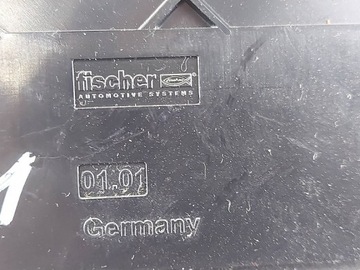 fischer
AUTOMOTIVE SYSTEMS
01.01
Germany